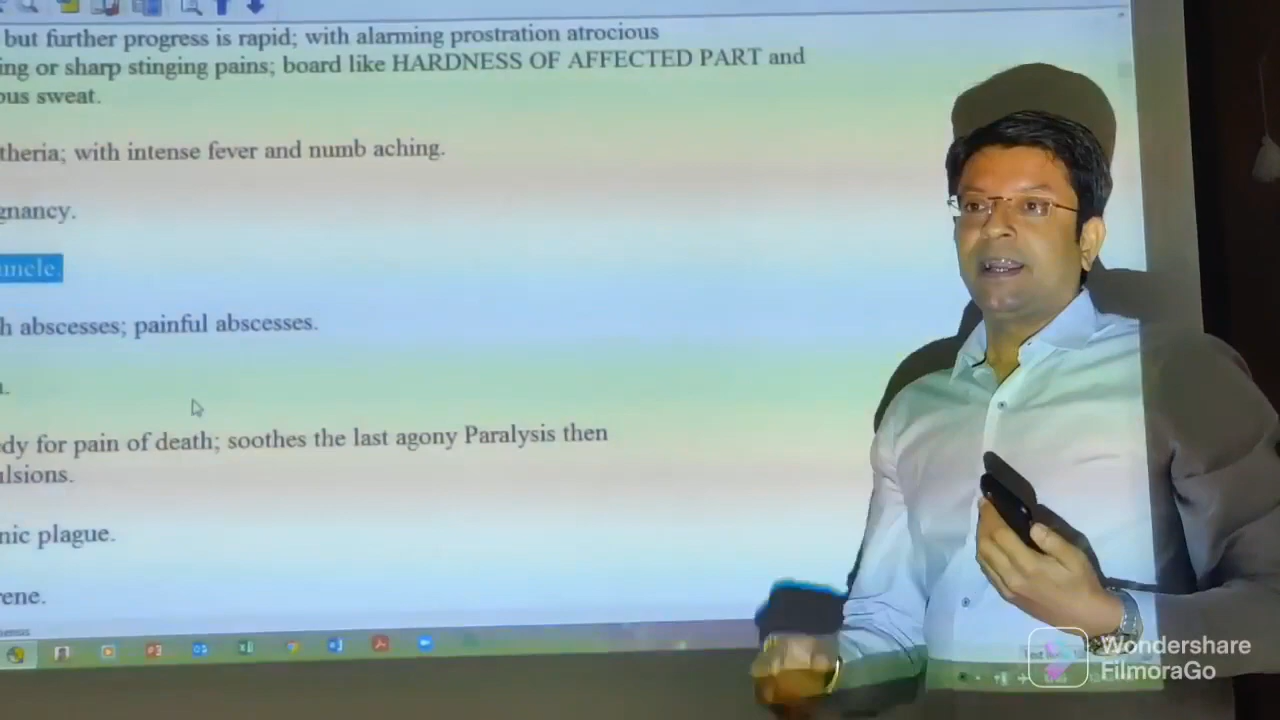 but further progress is rapid; with alarming prostration atrocious
ing or sharp stinging pains; board like HARDNESS OF AFFECTED PART and
ous sweat.
theria; with intense fever and numb aching.
gnancy.
uncle.
h abscesses; painful abscesses.
dy for pain of death; soothes the last agony Paralysis then
ulsions.
nic plague.
rene.
Wondershare
FilmoraGo